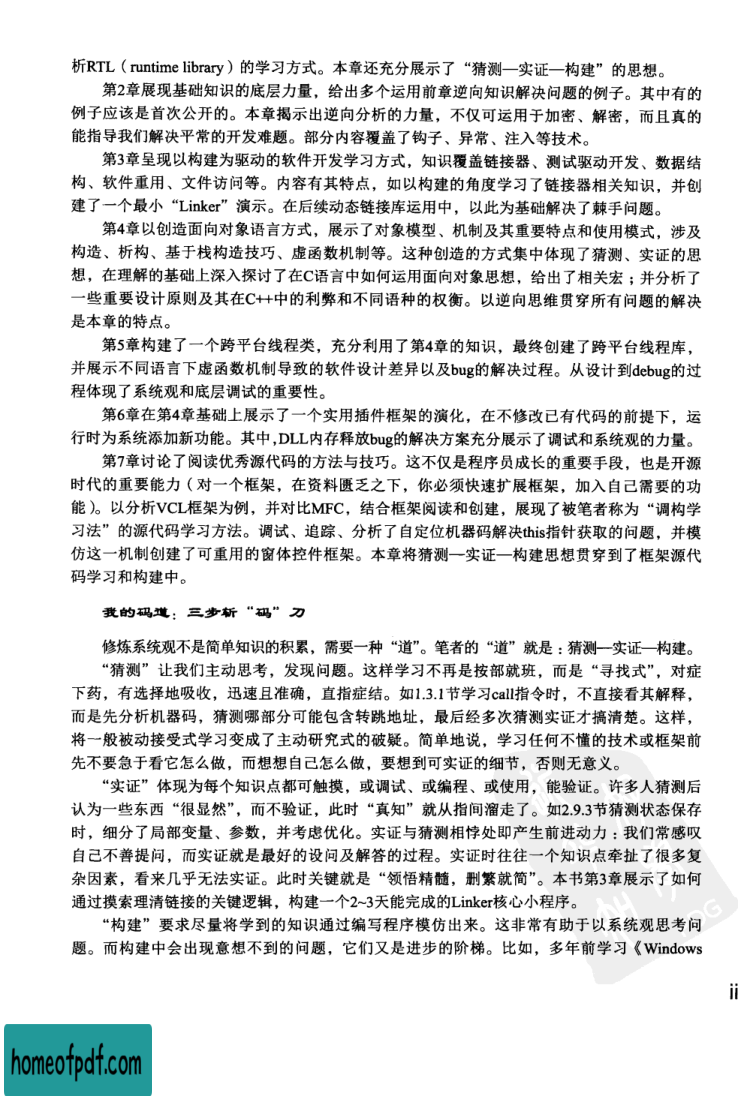 析RTL（runtime library）的学习方式。本章还充分展示了“猜测—实证—构建”的思想。
第2章展现基础知识的底层力量，给出多个运用前章逆向知识解决问题的例子。其中有的
例子应该是首次公开的。本章揭示出逆向分析的力量，不仅可运用于加密、解密，而且真的
能指导我们解决平常的开发难题。部分内容覆盖了钩子、异常、注入等技术。
第3章呈现以构建为驱动的软件开发学习方式，知识覆盖链接器、测试驱动开发、数据结
构、软件重用、文件访问等。内容有其特点，如以构建的角度学习了链接器相关知识，并创
建了一个最小“Linker”演示。在后续动态链接库运用中，以此为基础解决了棘手问题。
第4章以创造面向对象语言方式，展示了对象模型、机制及其重要特点和使用模式，涉及
构造、析构、基于栈构造技巧、虚函数机制等。这种创造的方式集中体现了猜测、实证的思
想，在理解的基础上深入探讨了在C语言中如何运用面向对象思想，给出了相关宏；并分析了
一些重要设计原则及其在C++中的利弊和不同语种的权衡。以逆向思维贯穿所有问题的解决
是本章的特点。
第5章构建了一个跨平台线程类，充分利用了第4章的知识，最终创建了跨平台线程库，
并展示不同语言下虚函数机制导致的软件设计差异以及bug的解决过程。从设计到debug的过
程体现了系统观和底层调试的重要性。
第6章在第4章基础上展示了一个实用插件框架的演化，在不修改已有代码的前提下，运
行时为系统添加新功能。其中,DLL内存释放bug的解决方案充分展示了调试和系统观的力量。
第7章讨论了阅读优秀源代码的方法与技巧。这不仅是程序员成长的重要手段，也是开源
时代的重要能力（对一个框架，在资料匮乏之下，你必须快速扩展框架，加入自己需要的功
能）。以分析VCL框架为例，并对比MFC，结合框架阅读和创建，展现了被笔者称为“调构学
习法”的源代码学习方法。调试、追踪、分析了自定位机器码解决this指针获取的问题，并模
仿这一机制创建了可重用的窗体控件框架。本章将猜测—实证—构建思想贯穿到了框架源代
码学习和构建中。
我的码道：三步斩“码”刀
修炼系统观不是简单知识的积累，需要一种“道”。笔者的“道”就是：猜测—实证—构建。
“猜测”让我们主动思考，发现问题。这样学习不再是按部就班，而是“寻找式”，对症
下药，有选择地吸收，迅速且准确，直指症结。如1.3.1节学习call指令时，不直接看其解释，
而是先分析机器码，猜测哪部分可能包含转跳地址，最后经多次猜测实证才搞清楚。这样，
将一般被动接受式学习变成了主动研究式的破疑。简单地说，学习任何不懂的技术或框架前
先不要急于看它怎么做，而想想自己怎么做，要想到可实证的细节，否则无意义。
“实证”体现为每个知识点都可触摸，或调试、或编程、或使用，能验证。许多人猜测后
认为一些东西“很显然”，而不验证，此时“真知”就从指间溜走了。如2.9.3节猜测状态保存
时，细分了局部变量、参数，并考虑优化。实证与猜测相悖处即产生前进动力：我们常感叹
自己不善提问，而实证就是最好的设问及解答的过程。实证时往往一个知识点牵扯了很多复
杂因素，看来几乎无法实证。此时关键就是“领悟精髓，删繁就简”。本书第3章展示了如何
通过摸索理清链接的关键逻辑，构建一个2~3天能完成的Linker核心小程序。
“构建”要求尽量将学到的知识通过编写程序模仿出来。这非常有助于以系统观思考问
题。而构建中会出现意想不到的问题，它们又是进步的阶梯。比如，多年前学习《Windows
ii
homeofpdf.com